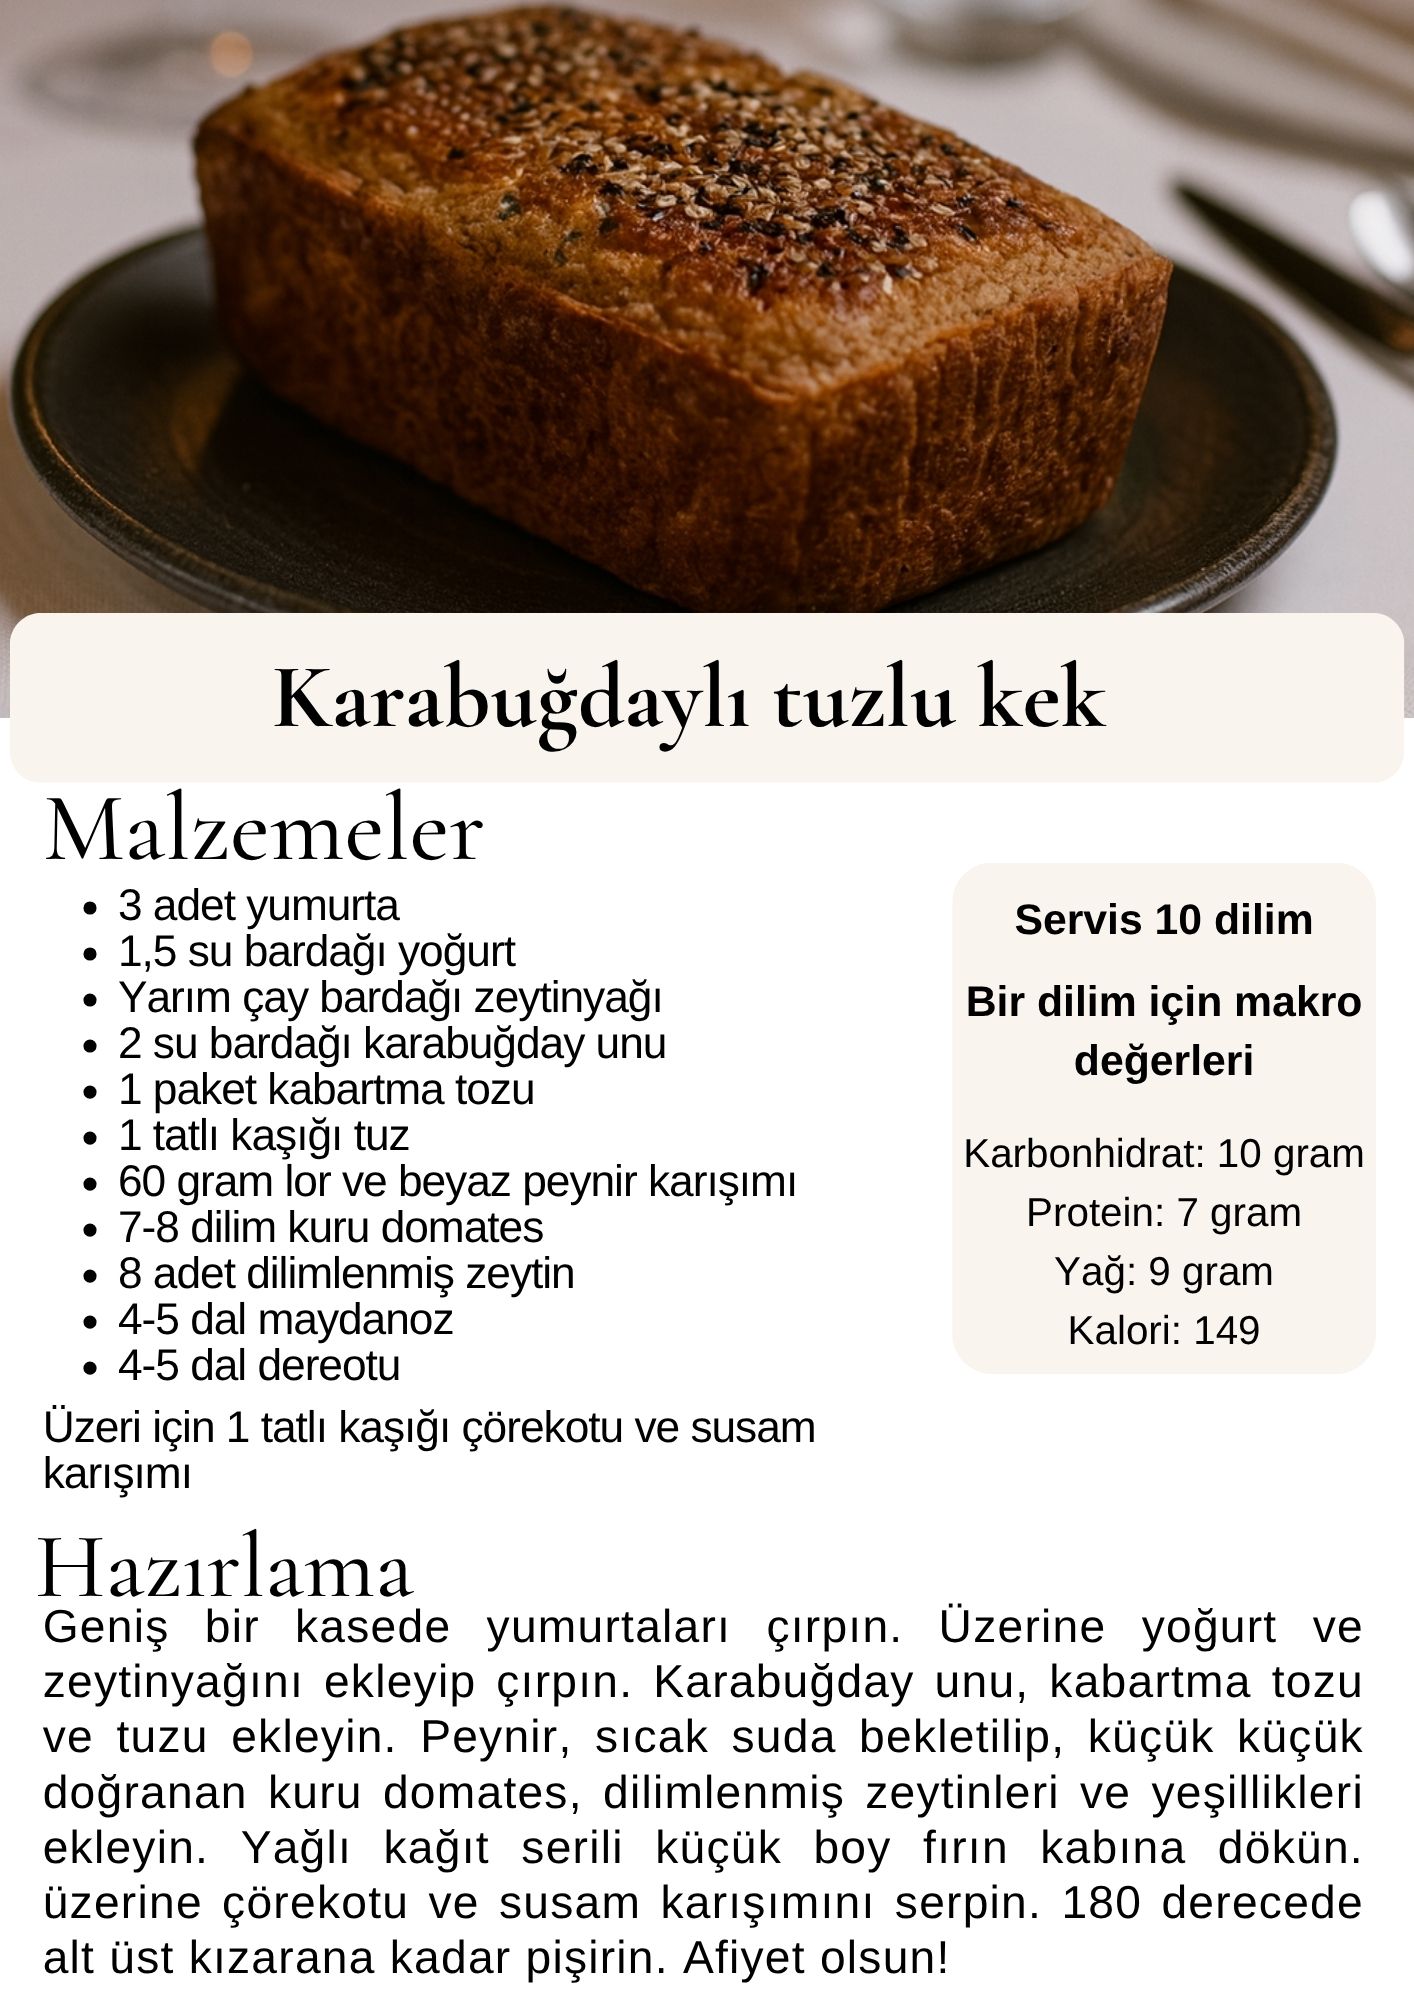 Karabuğdaylı tuzlu kek
Malzemeler
• 3 adet yumurta
• 1,5 su bardağı yoğurt
• Yarım çay bardağı zeytinyağı
• 2 su bardağı karabuğday unu
• 1 paket kabartma tozu
• 1 tatlı kaşığı tuz
• 60 gram lor ve beyaz peynir karışımı
• 7-8 dilim kuru domates
• 8 adet dilimlenmiş zeytin
• 4-5 dal maydanoz
• 4-5 dal dereotu
Üzeri için 1 tatlı kaşığı çörekotu ve susam
karışımı
Servis 10 dilim
Bir dilim için makro
değerleri
Karbonhidrat: 10 gram
Protein: 7 gram
Yağ: 9 gram
Kalori: 149
Hazırlama
Geniş bir kasede yumurtaları çırpın. Üzerine yoğurt ve
zeytinyağını ekleyip çırpın. Karabuğday unu, kabartma tozu
ve tuzu ekleyin. Peynir, sıcak suda bekletilip, küçük küçük
doğranan kuru domates, dilimlenmiş zeytinleri ve yeşillikleri
ekleyin. Yağlı kağıt serili küçük boy fırın kabına dökün.
üzerine çörekotu ve susam karışımını serpin. 180 derecede
alt üst kızarana kadar pişirin. Afiyet olsun!